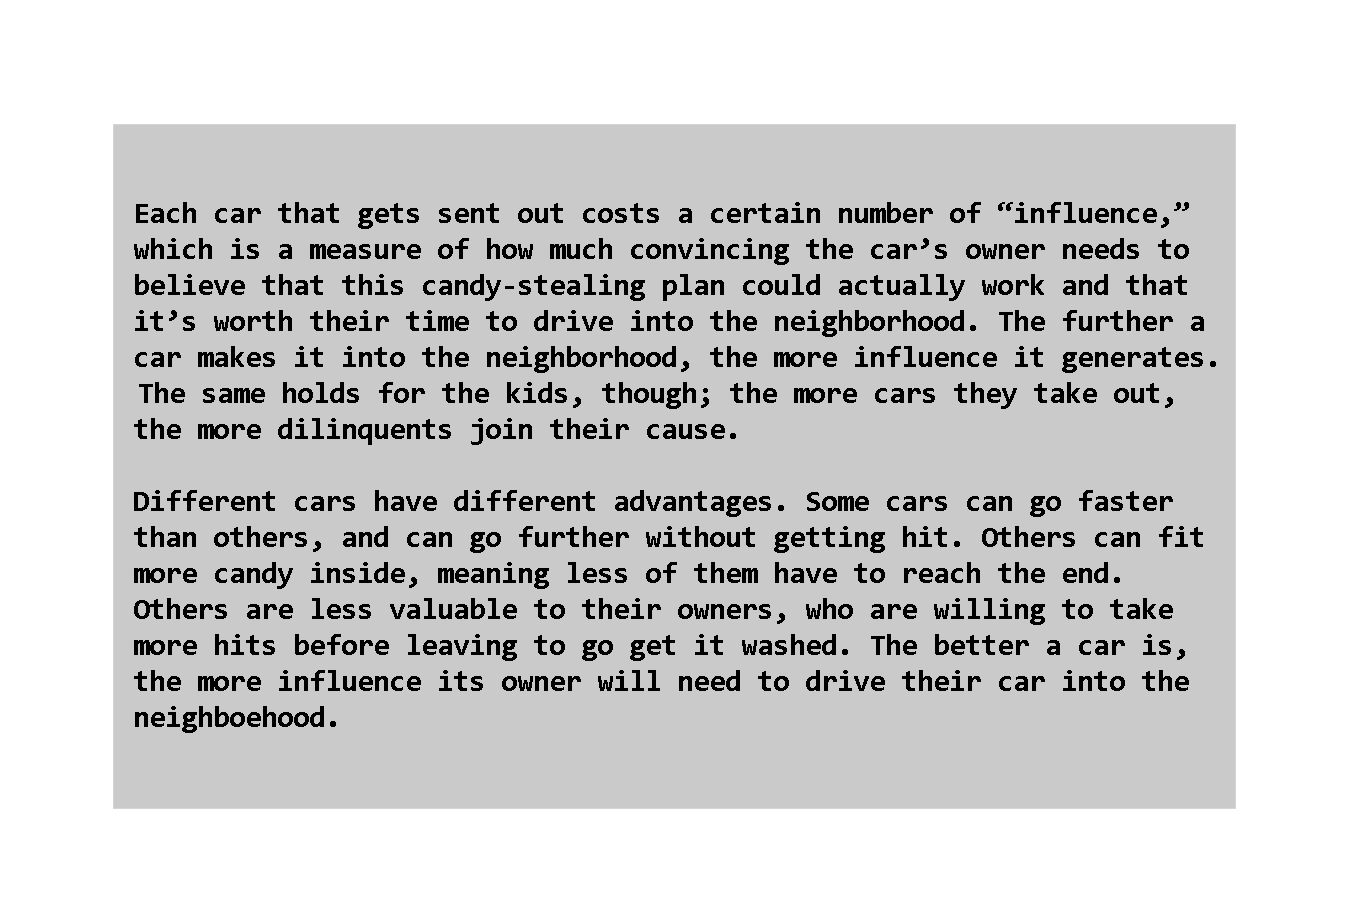 Each car that gets sent out costs a certain number of “influence,”
which is a measure of how much convincing the car’s owner needs to
believe that this candy-stealing plan could actually work and that
it’s worth their time to drive into the neighborhood. The further a
car makes it into the neighborhood, the more influence it generates.
The same holds for the kids, though; the more cars they take out,
the more dilinquents join their cause.

Different cars have different advantages. Some cars can go faster
than others, and can go further without getting hit. Others can fit
more candy inside, meaning less of them have to reach the end.
Others are less valuable to their owners, who are willing to take
more hits before leaving to go get it washed. The better a car is,
the more influence its owner will need to drive their car into the
neighboehood.